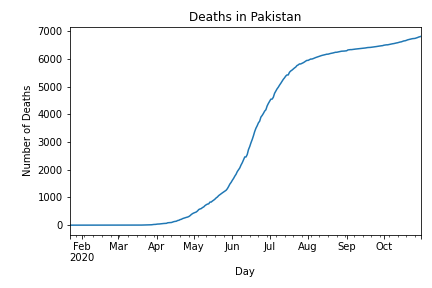 Deaths in Pakistan
Number of Deaths
7000
6000
5000
4000
3000
2000
1000
0
Feb Mar Apr May Jun Jul Aug Sep Oct
2020
Day